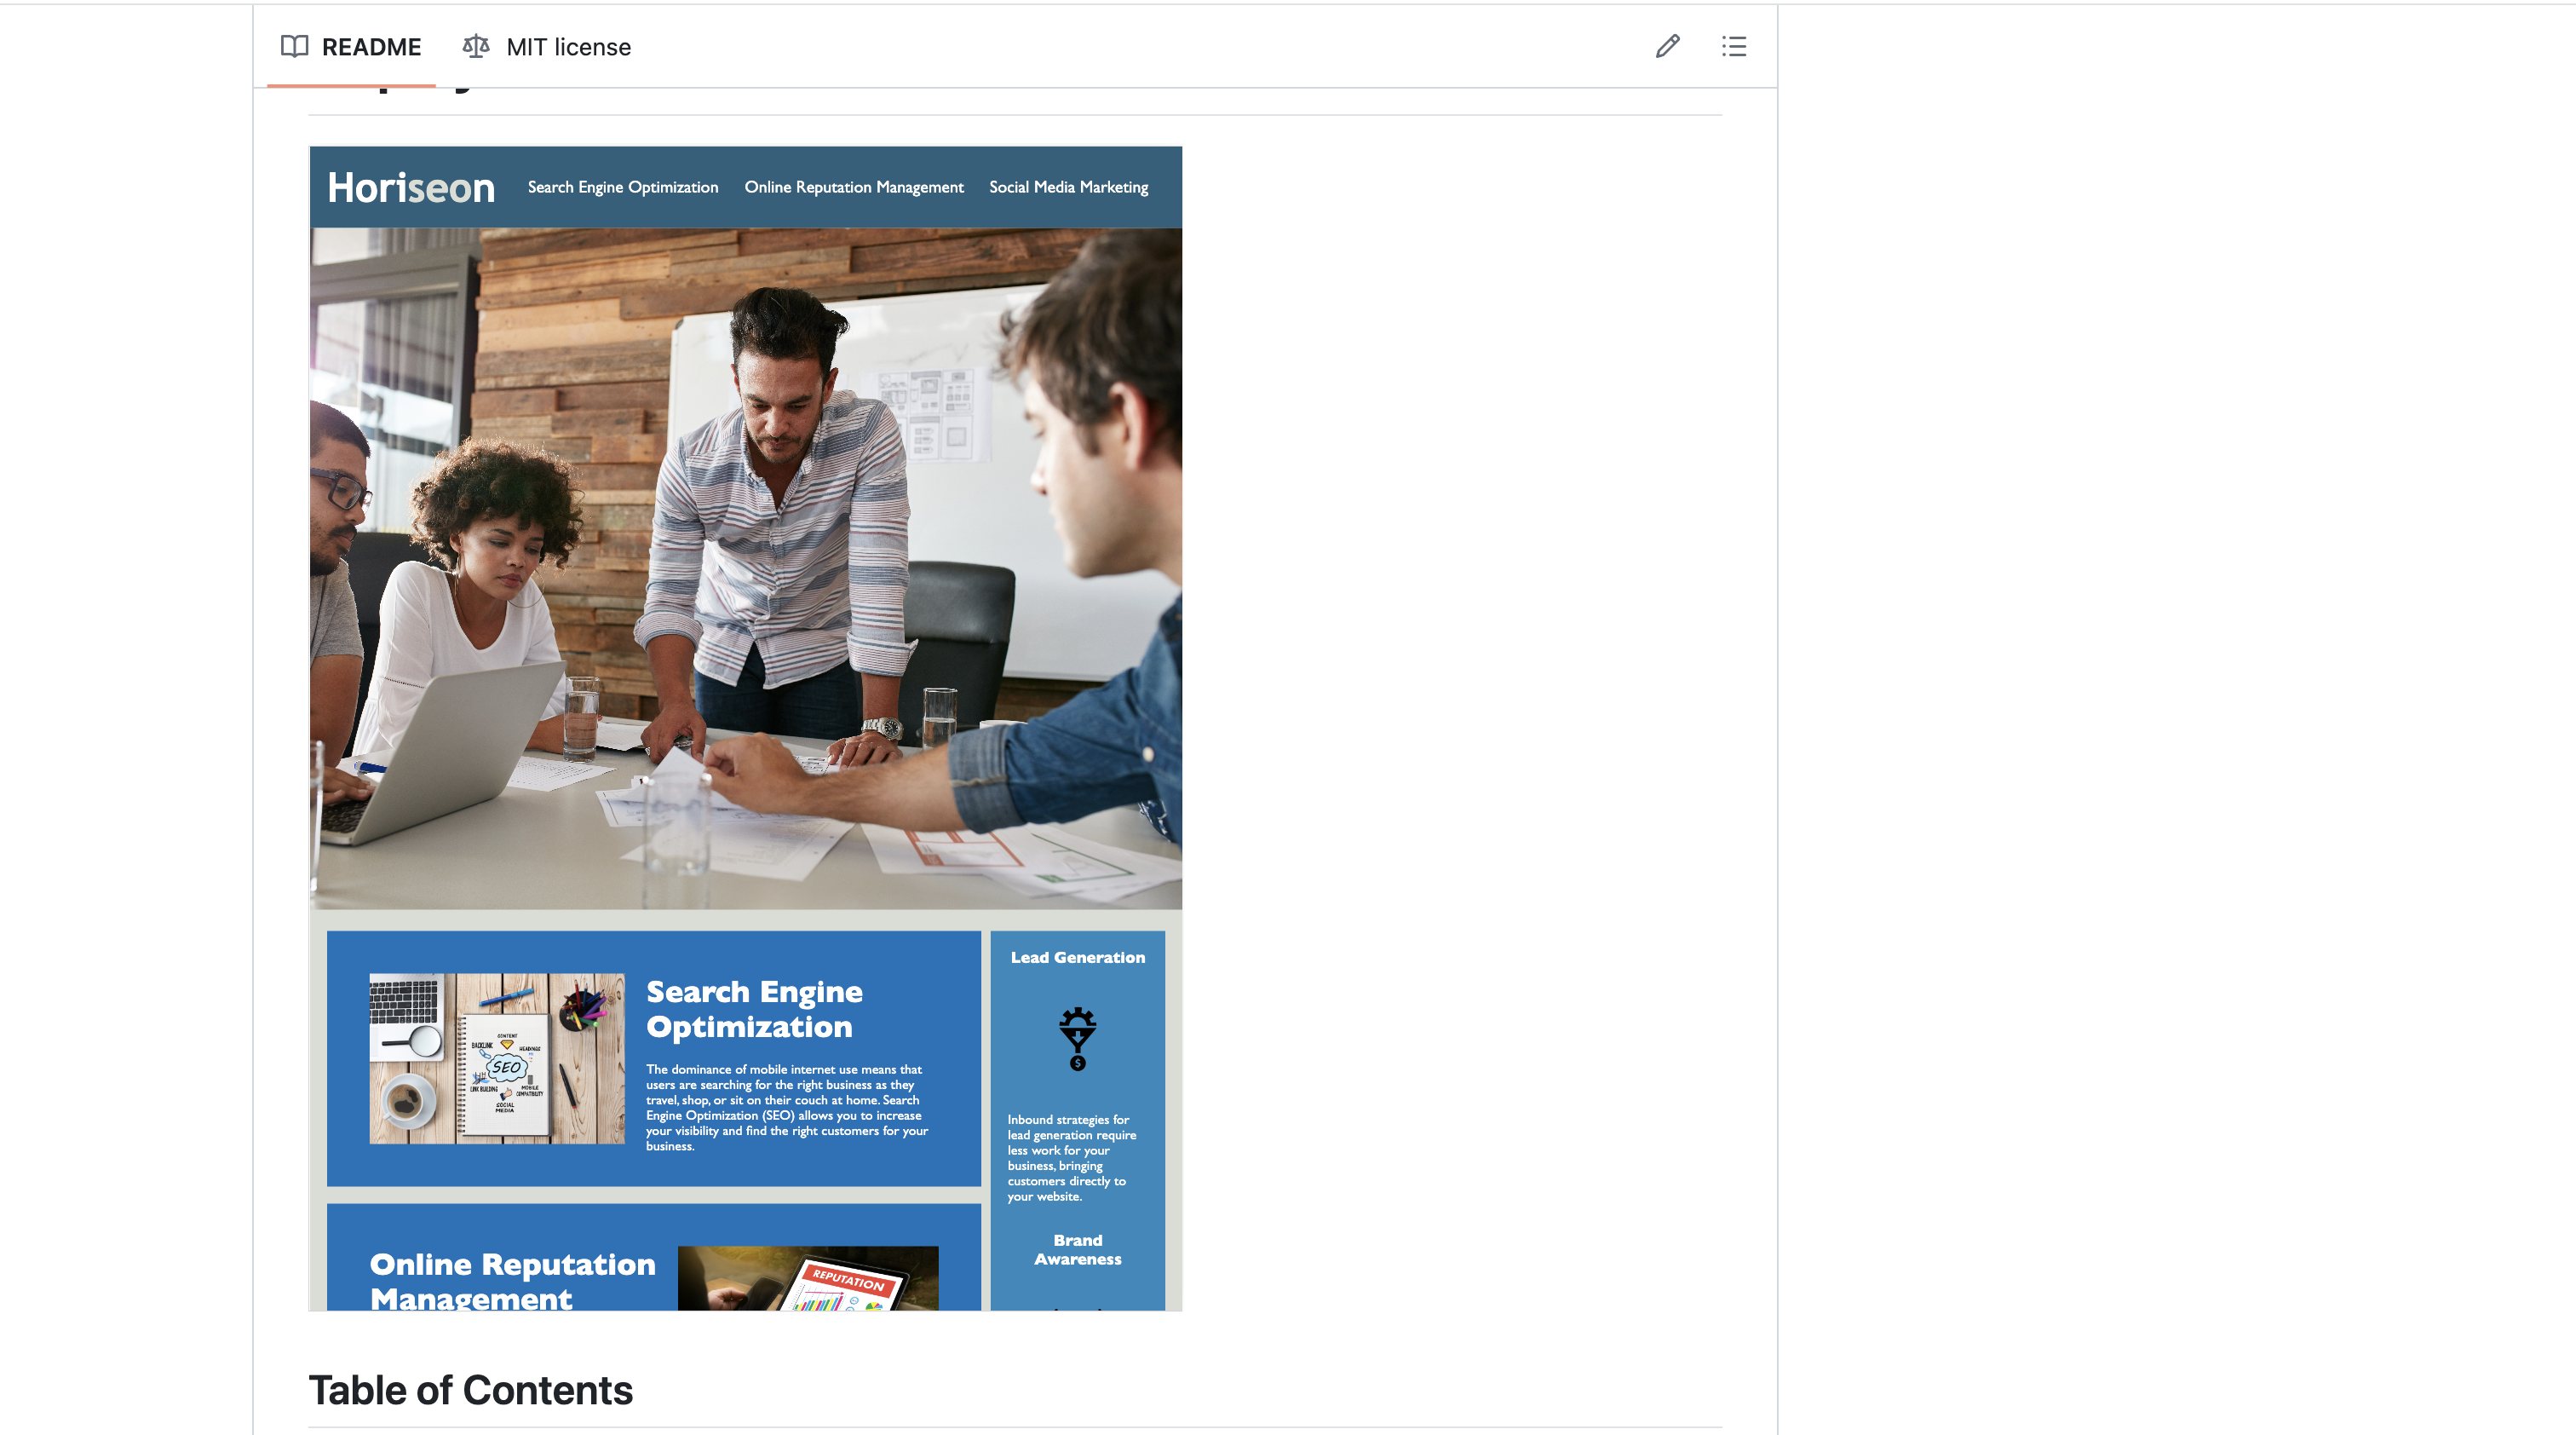 README
MIT license
Horiseon
Search Engine Optimization
Online Reputation Management
Social Media Marketing
CONTENT
BACKLINK
HEADINGS
SEO
LINK BUILDING
MOBILE
COMPATIBILITY
SOCIAL
MEDIA
Search Engine
Optimization
The dominance of mobile internet use means that
users are searching for the right business as they
travel, shop, or sit on their couch at home. Search
Engine Optimization (SEO) allows you to increase
your visibility and find the right customers for your
business.
Lead Generation
$
Inbound strategies for
lead generation require
less work for your
business, bringing
customers directly to
your website.
Brand
Awareness
Online Reputation
Management
REPUTATION
Table of Contents